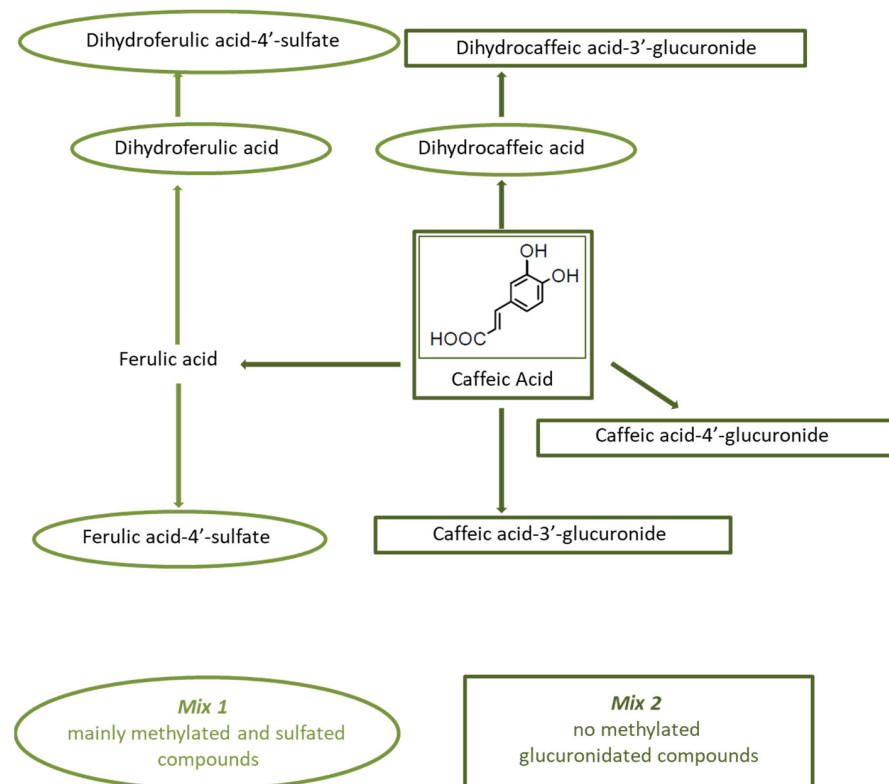 Dihydroferulic acid-4’-sulfate
Dihydrocaffeic acid-3’-glucuronide
Dihydroferulic acid
Dihydrocaffeic acid
OH
OH
HOOC
Ferulic acid
Caffeic Acid
Caffeic acid-4’-glucuronide
Ferulic acid-4’-sulfate
Caffeic acid-3’-glucuronide
Mix 1
mainly methylated and sulfated
compounds
Mix 2
no methylated
glucuronidated compounds